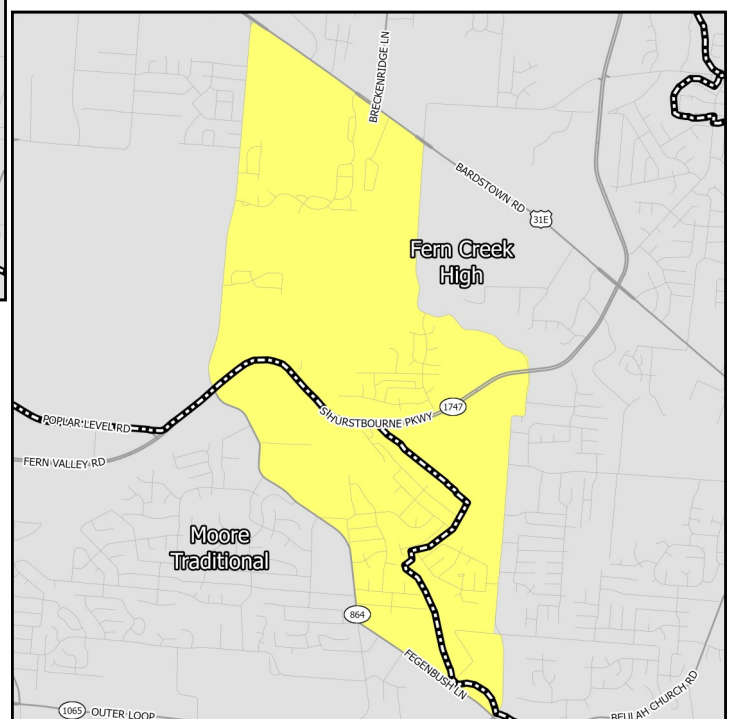 BRECKENRIDGE LN
BARDSTOWN RD
31E
Fern Creek
High
1747
S HURSTBOURNE PKWY
POPLAR LEVEL RD
FERN VALLEY RD
Moore
Traditional
864
FEGENBUSH LN
BEULAH CHURCH RD
1065
OUTER LOOP